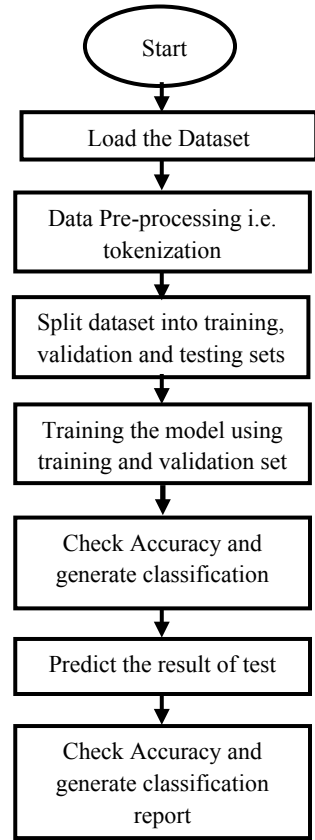 Start
Load the Dataset
Data Pre-processing i.e.
tokenization
Split dataset into training,
validation and testing sets
Training the model using
training and validation set
Check Accuracy and
generate classification
Predict the result of test
Check Accuracy and
generate classification
report